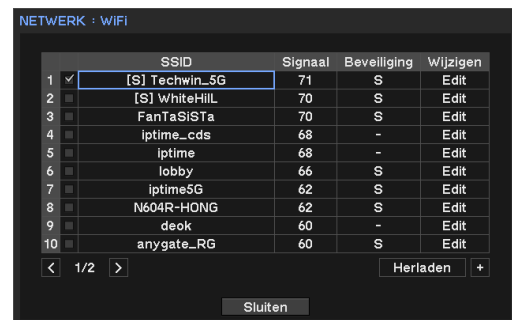 NETWERK : WiFi
SSID Signaal Beveiliging Wijzigen
1 [S] Techwin_5G 71 S Edit
2 [S] WhiteHilL 70 S Edit
3 FanTaSiSTa 70 S Edit
4 iptime_cds 68 - Edit
5 iptime 68 - Edit
6 lobby 66 S Edit
7 iptime5G 62 S Edit
8 N604R-HONG 62 S Edit
9 deok 60 - Edit
10 anygate_RG 60 S Edit
< 1/2 > Herladen +
Sluiten